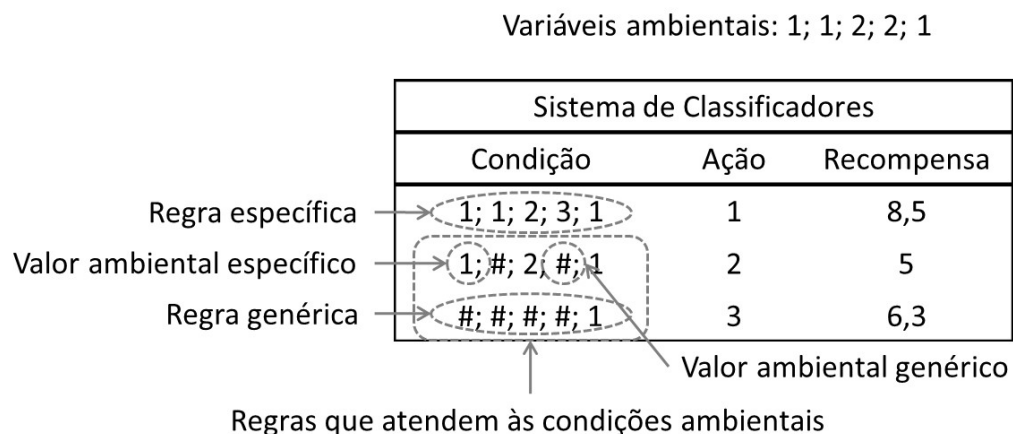 Variáveis ambientais: 1; 1; 2; 2; 1
Sistema de Classificadores
Condição Ação Recompensa
Regra específica 1; 1; 2; 3; 1 1 8,5
Valor ambiental específico 1; #; 2; #; 1 2 5
Regra genérica #; #; #; #; 1 3 6,3
Valor ambiental genérico
Regras que atendem às condições ambientais